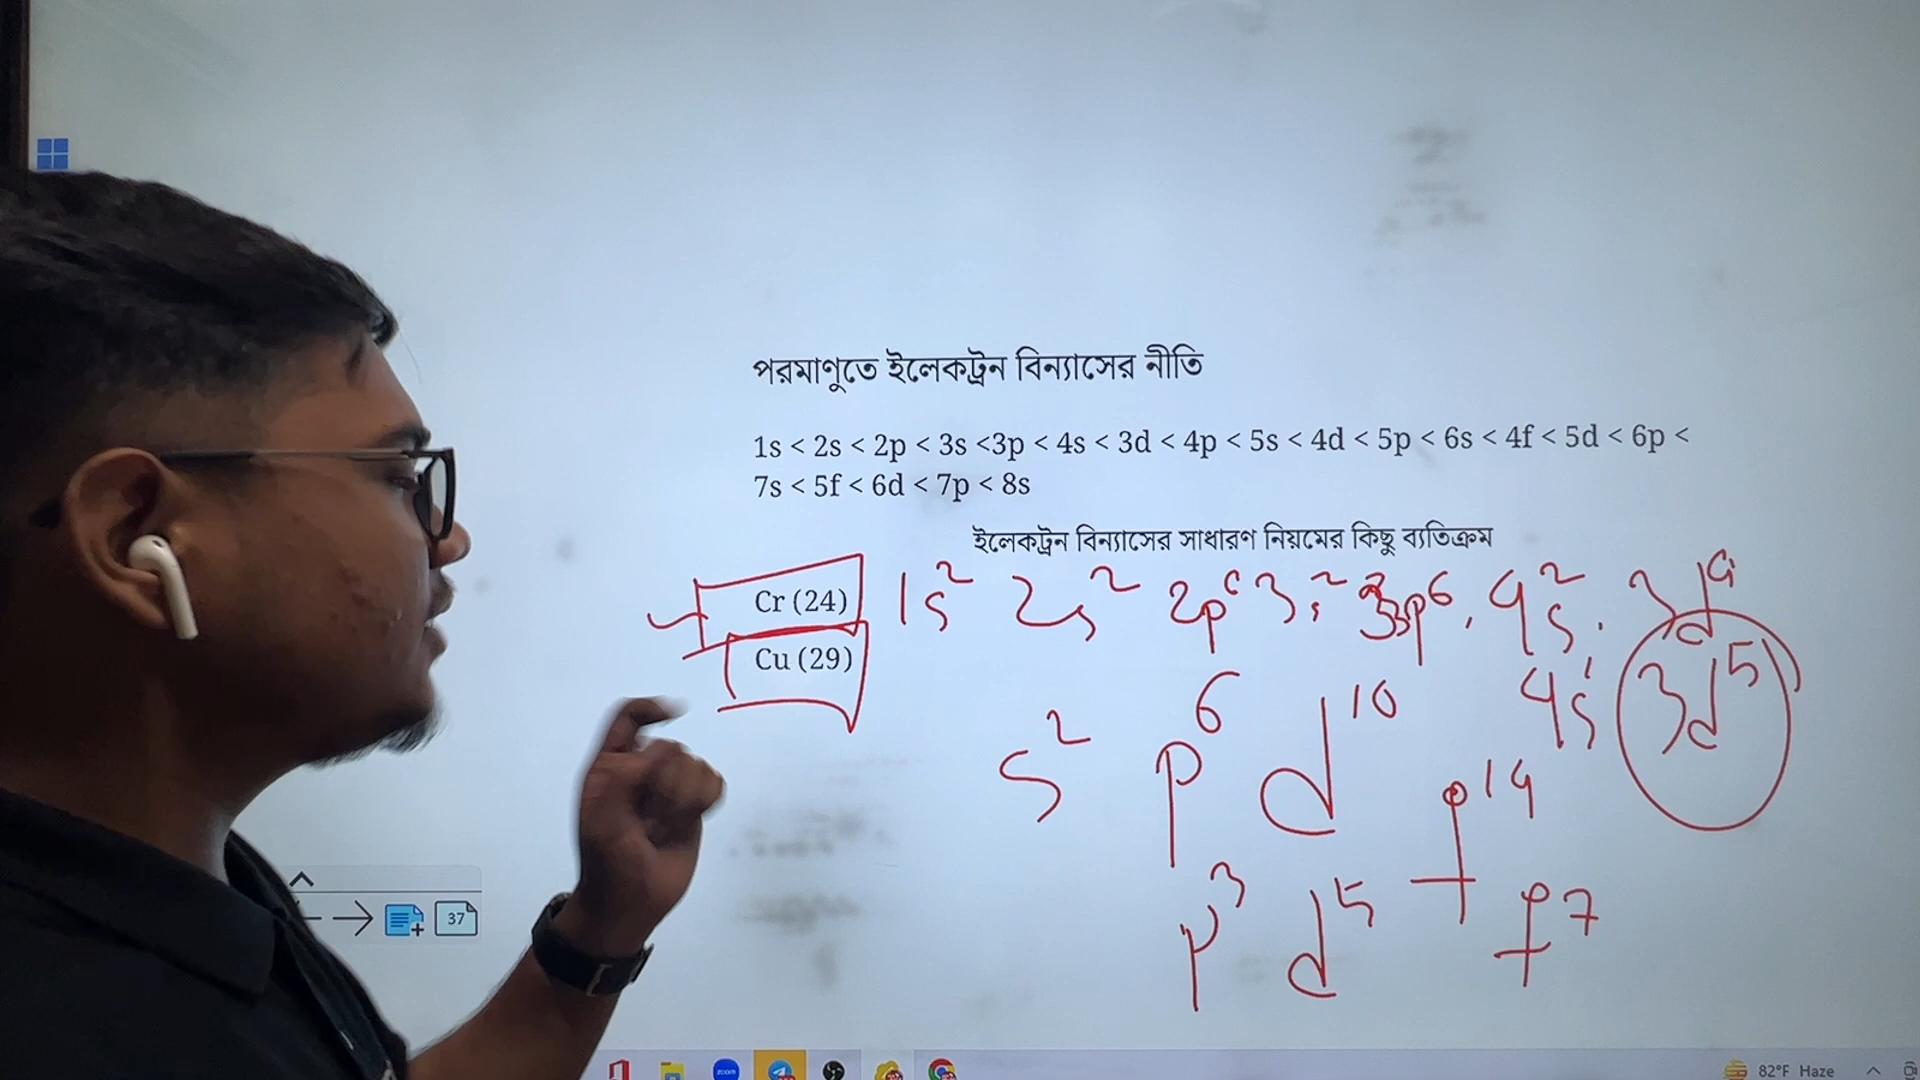 পরমাণুতে ইলেকট্রন বিন্যাসের নীতি
1s < 2s < 2p < 3s <3p < 4s < 3d < 4p < 5s < 4d < 5p < 6s < 4f < 5d < 6p <
7s < 5f < 6d < 7p < 8s
ইলেকট্রন বিন্যাসের সাধারণ নিয়মের কিছু ব্যতিক্রম
Cr (24) 1s² 2s² 2p⁶ 3s² 3p⁶, 4s², 3d⁴
Cu (29)
4s¹ 3d⁵
s² p⁶ d¹⁰ f¹⁴
p³ d⁵ f⁷
37
zoom
82°F Haze